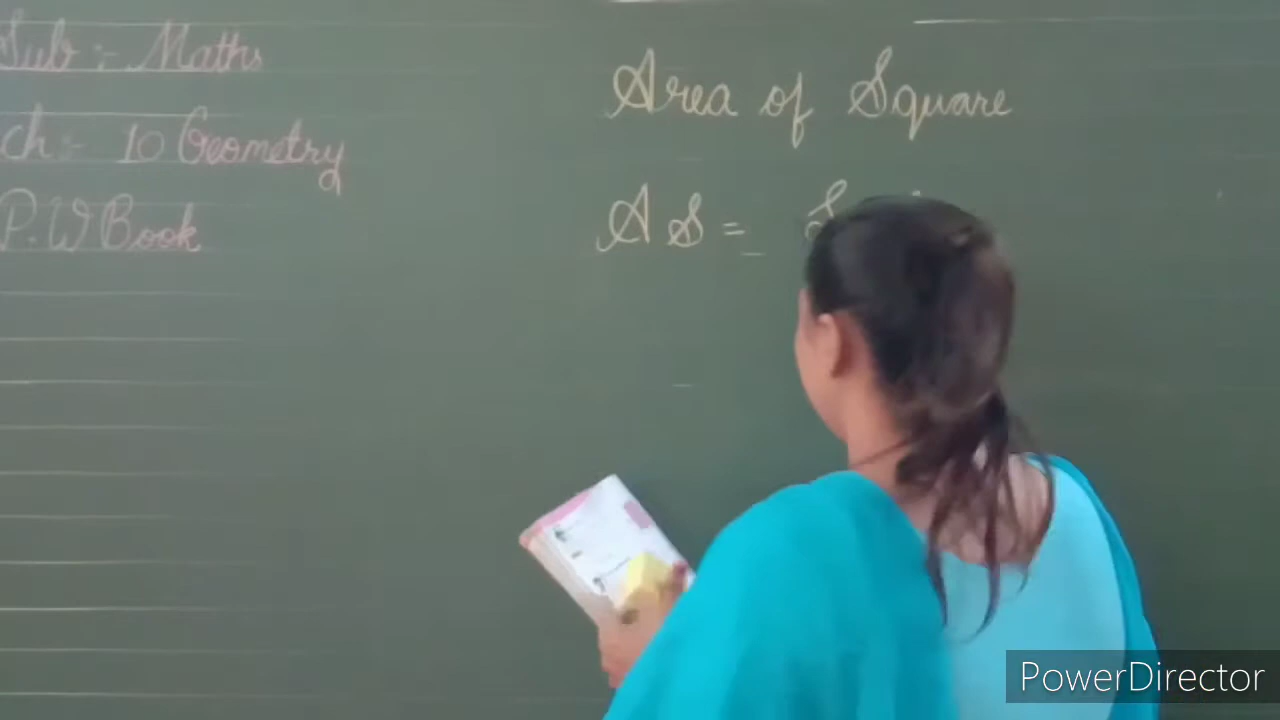 Sub :- Maths
Ch :- 10 Geometry
P.W Book
Area of Square
A S = S
PowerDirector